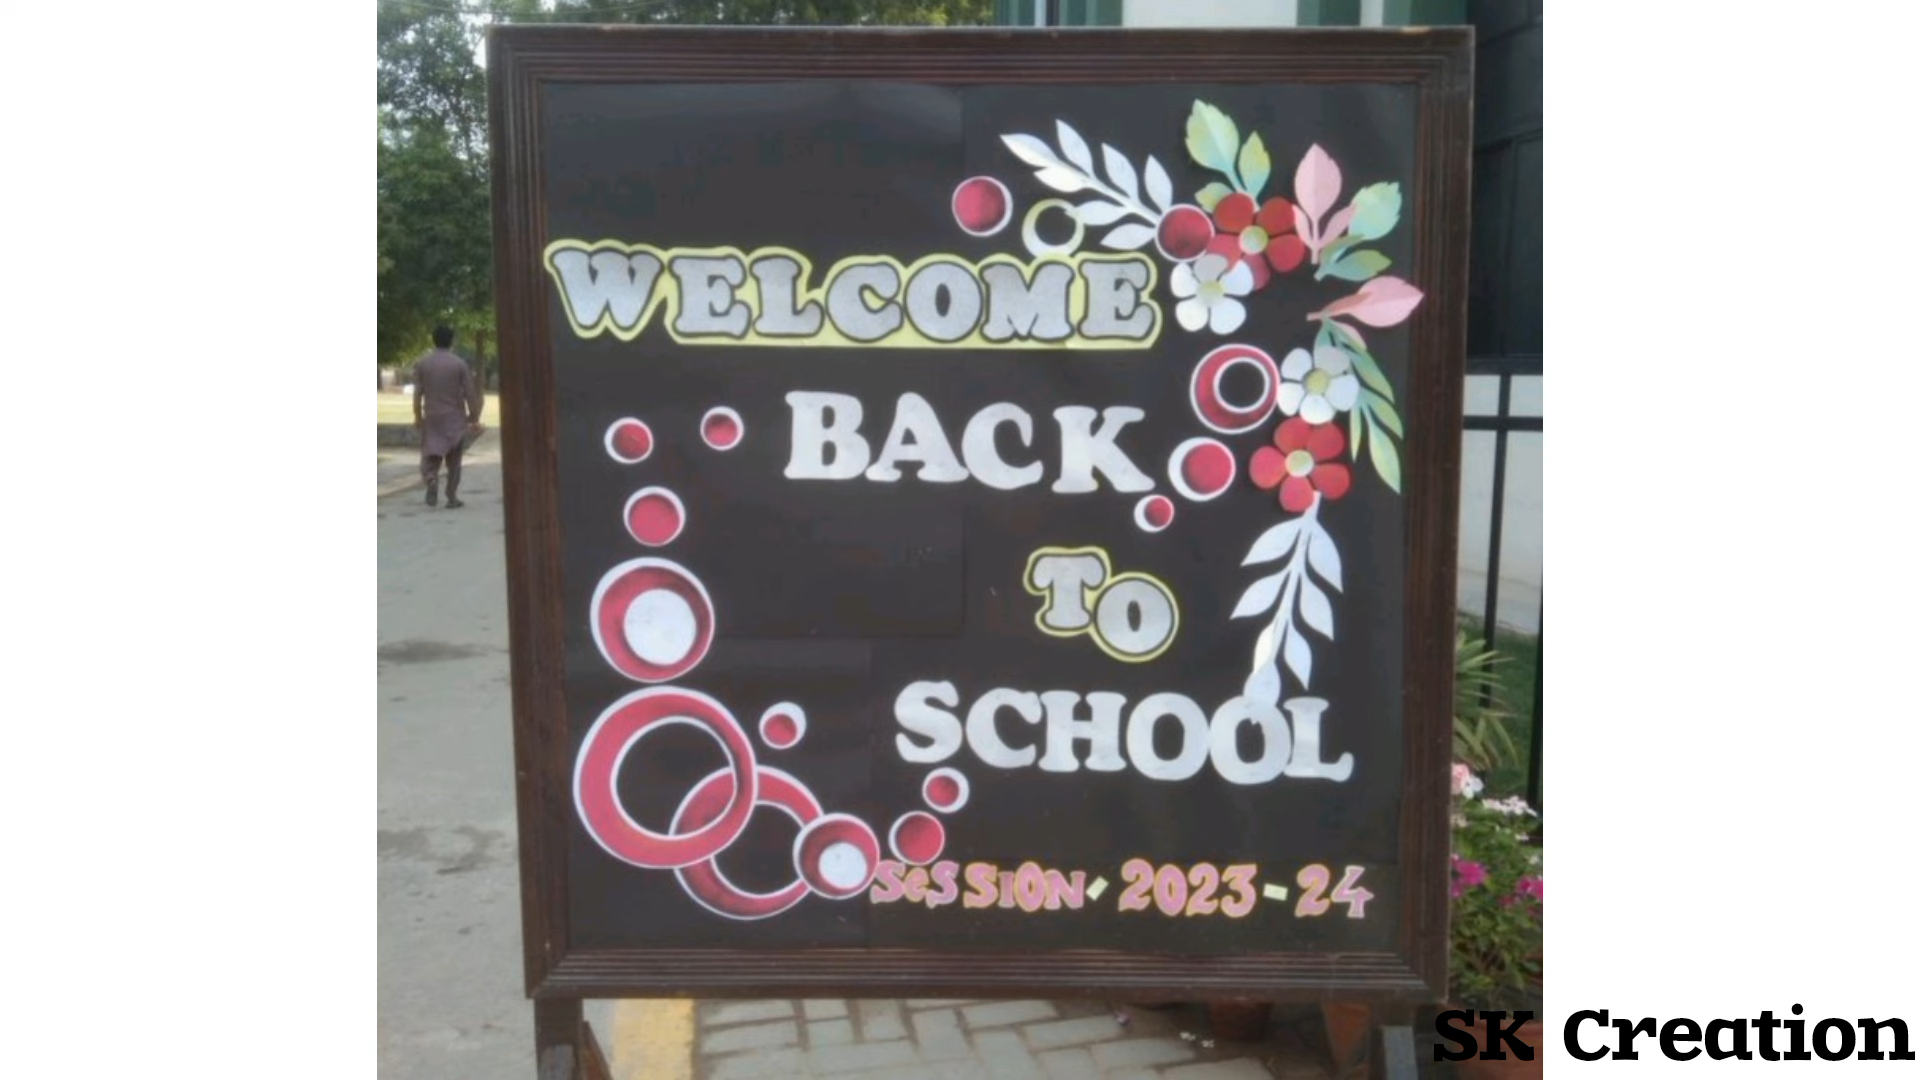 WELCOME
BACK
TO
SCHOOL
SeSSION - 2023-24
SK Creation